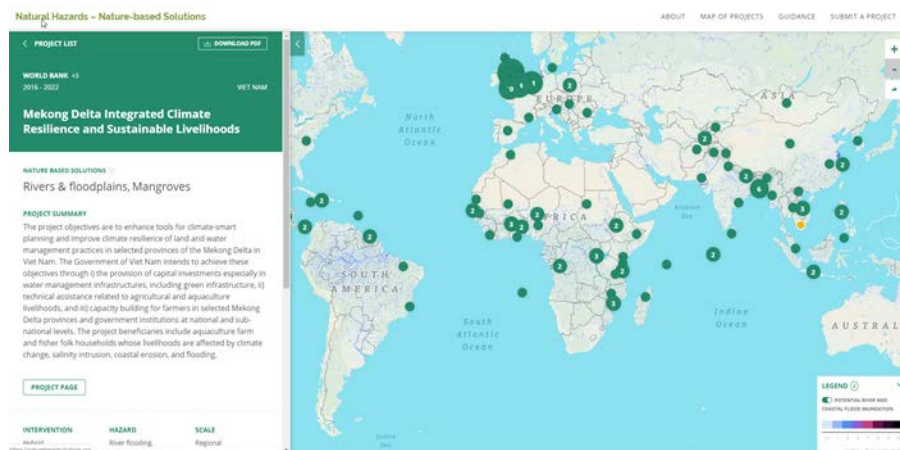 Natural Hazards – Nature-based Solutions
ABOUT
MAP OF PROJECTS
GUIDANCE
SUBMIT A PROJECT
PROJECT LIST
DOWNLOAD PDF
WORLD BANK +3
2016 - 2022
VIET NAM
Mekong Delta Integrated Climate
Resilience and Sustainable Livelihoods
NATURE BASED SOLUTIONS
Rivers & floodplains, Mangroves
PROJECT SUMMARY
The project objectives are to enhance tools for climate-smart
planning and improve climate resilience of land and water
management practices in selected provinces of the Mekong Delta in
Viet Nam. The Government of Viet Nam intends to achieve these
objectives through i) the provision of capital investments especially in
water management infrastructures, including green infrastructure, ii)
technical assistance related to agricultural and aquaculture
livelihoods, and iii) capacity building for farmers in selected Mekong
Delta provinces and government institutions at national and sub-
national levels. The project beneficiaries include aquaculture farm
and fisher folk households whose livelihoods are affected by climate
change, salinity intrusion, coastal erosion, and flooding.
PROJECT PAGE
INTERVENTION
HAZARD
SCALE
Hybrid
River flooding,
Regional
North
Atlantic
Ocean
EUROPE
ASIA
AFRICA
Arabian
Sea
SOUTH
AMERICA
South
Atlantic
Ocean
Indian
Ocean
AUSTRAL
LEGEND
POTENTIAL RIVER AND
COASTAL FLOOD INUNDATION